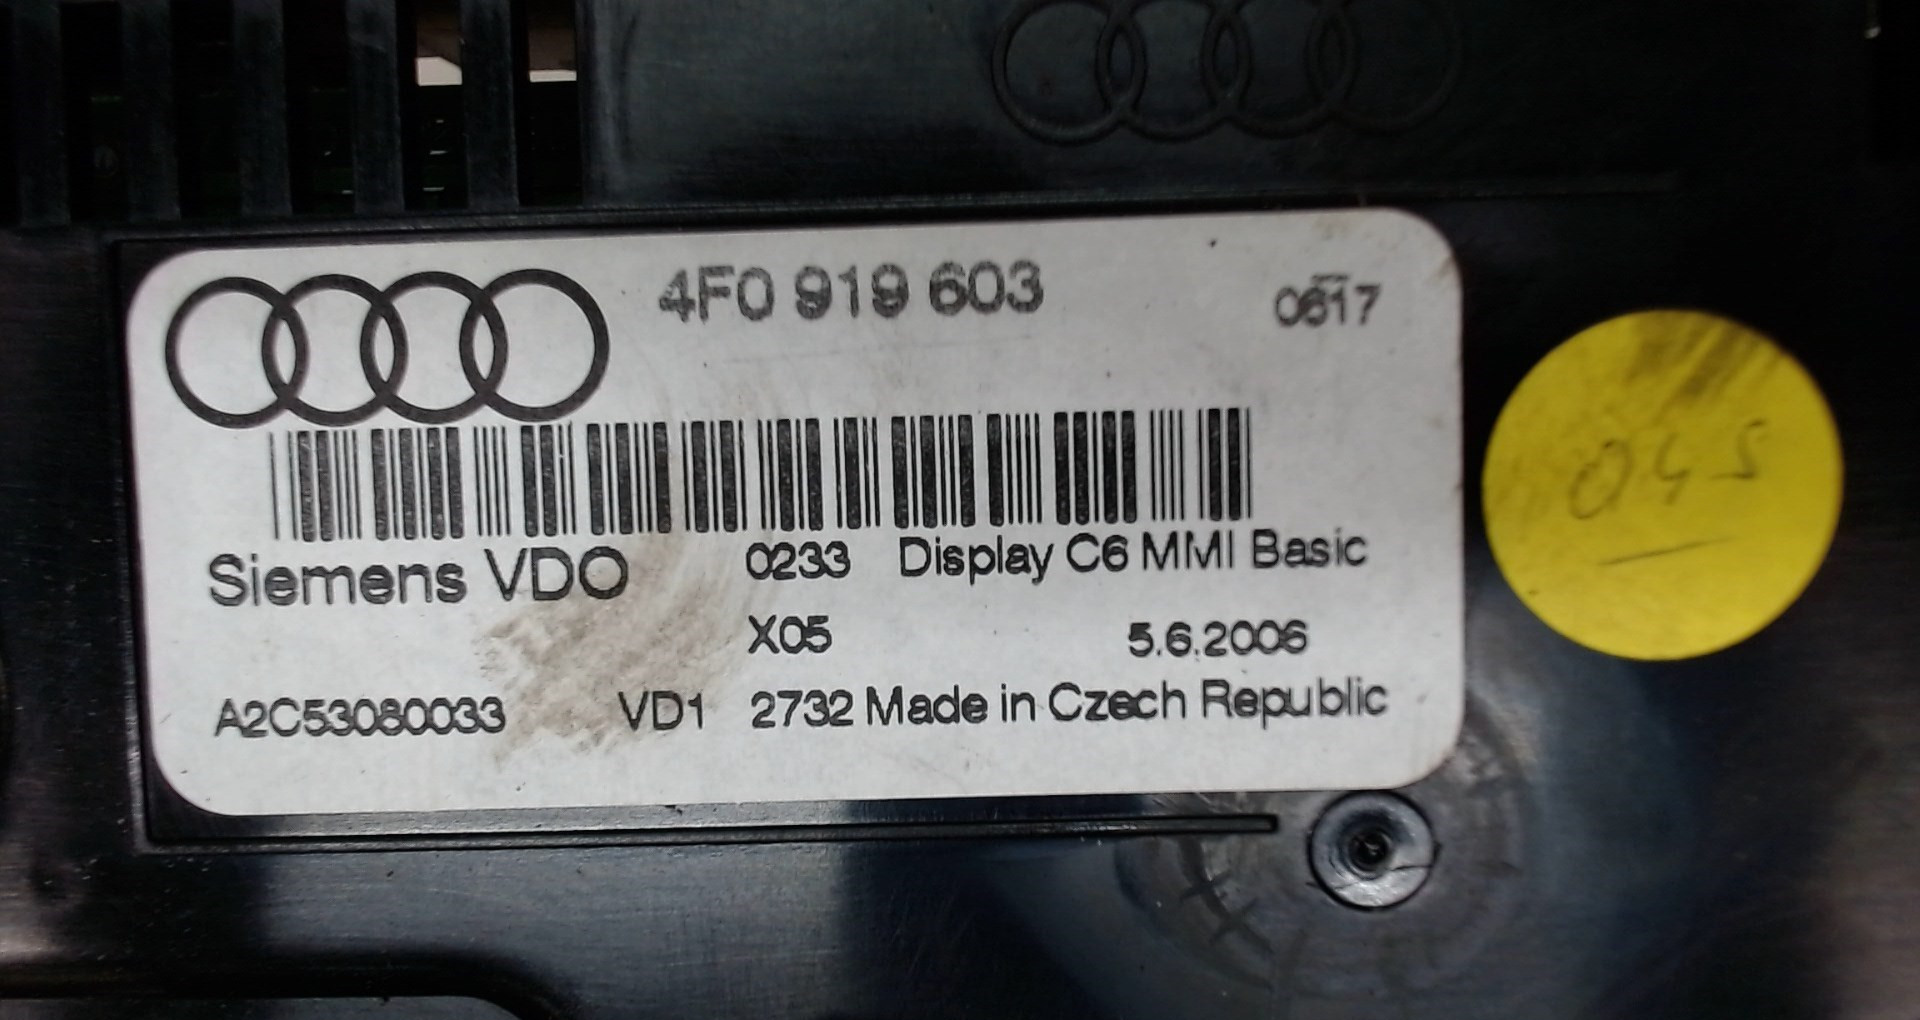 4F0 919 603
0617
Siemens VDO 0233 Display C6 MMI Basic
X05 5.6.2006
A2C53080033 VD1 2732 Made in Czech Republic
045